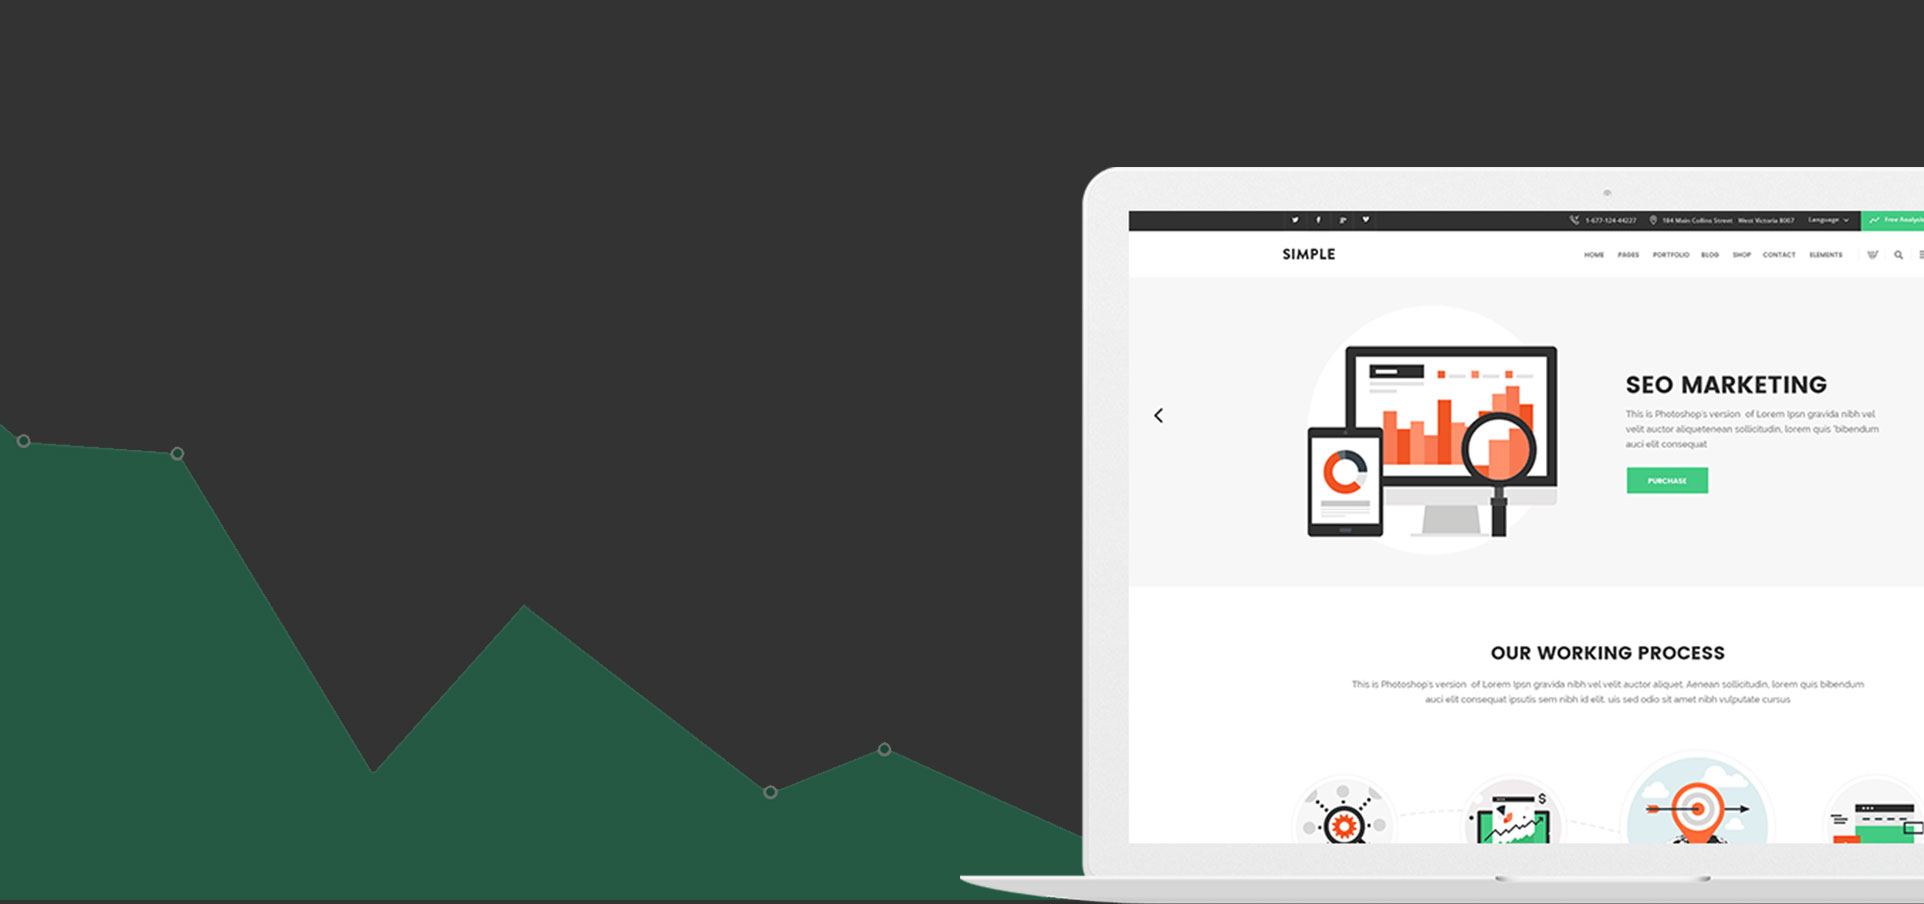 1-677-124-44227 184 Main Collins Street West Victoria 8007 Language Free Analysis
SIMPLE
HOME PAGES PORTFOLIO BLOG SHOP CONTACT ELEMENTS
SEO MARKETING
This is Photoshop's version of Lorem Ipsn gravida nibh vel
velit auctor aliquetenean sollicitudin, lorem quis "bibendum
auci elit consequat
PURCHASE
OUR WORKING PROCESS
This is Photoshop's version of Lorem Ipsn gravida nibh vel velit auctor aliquet. Aenean sollicitudin, lorem quis bibendum
auci elit consequat ipsutis sem nibh id elit. uis sed odio sit amet nibh vulputate cursus
$